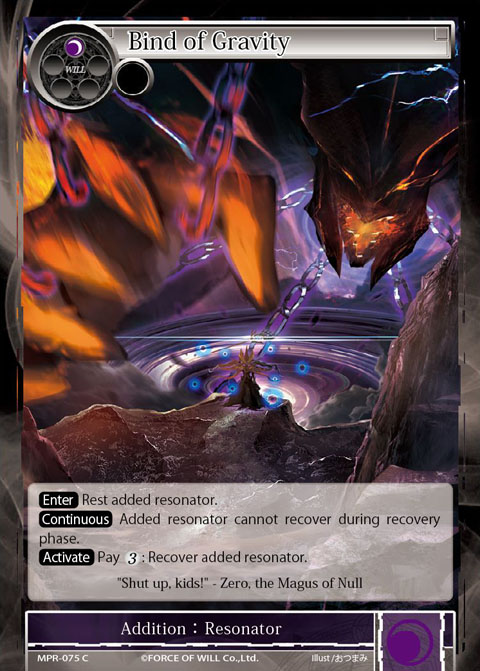 Bind of Gravity
WILL
Enter Rest added resonator.
Continuous Added resonator cannot recover during recovery
phase.
Activate Pay 3 : Recover added resonator.
"Shut up, kids!" - Zero, the Magus of Null
Addition : Resonator
MPR-075 C ©FORCE OF WILL Co.,Ltd. Illust /おつまみ